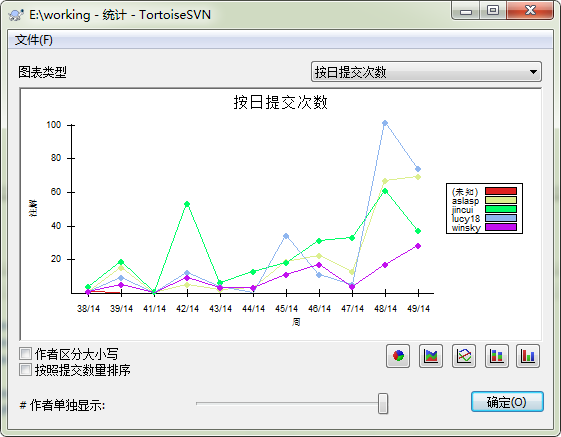 E:\working - 统计 - TortoiseSVN
文件(F)
图表类型
按日提交次数
按日提交次数
100
80
60
40
20
注解
38/14 39/14 41/14 42/14 43/14 44/14 45/14 46/14 47/14 48/14 49/14
周
(未知)
aslasp
jincui
lucy18
winsky
作者区分大小写
按照提交数量排序
# 作者单独显示:
确定(O)